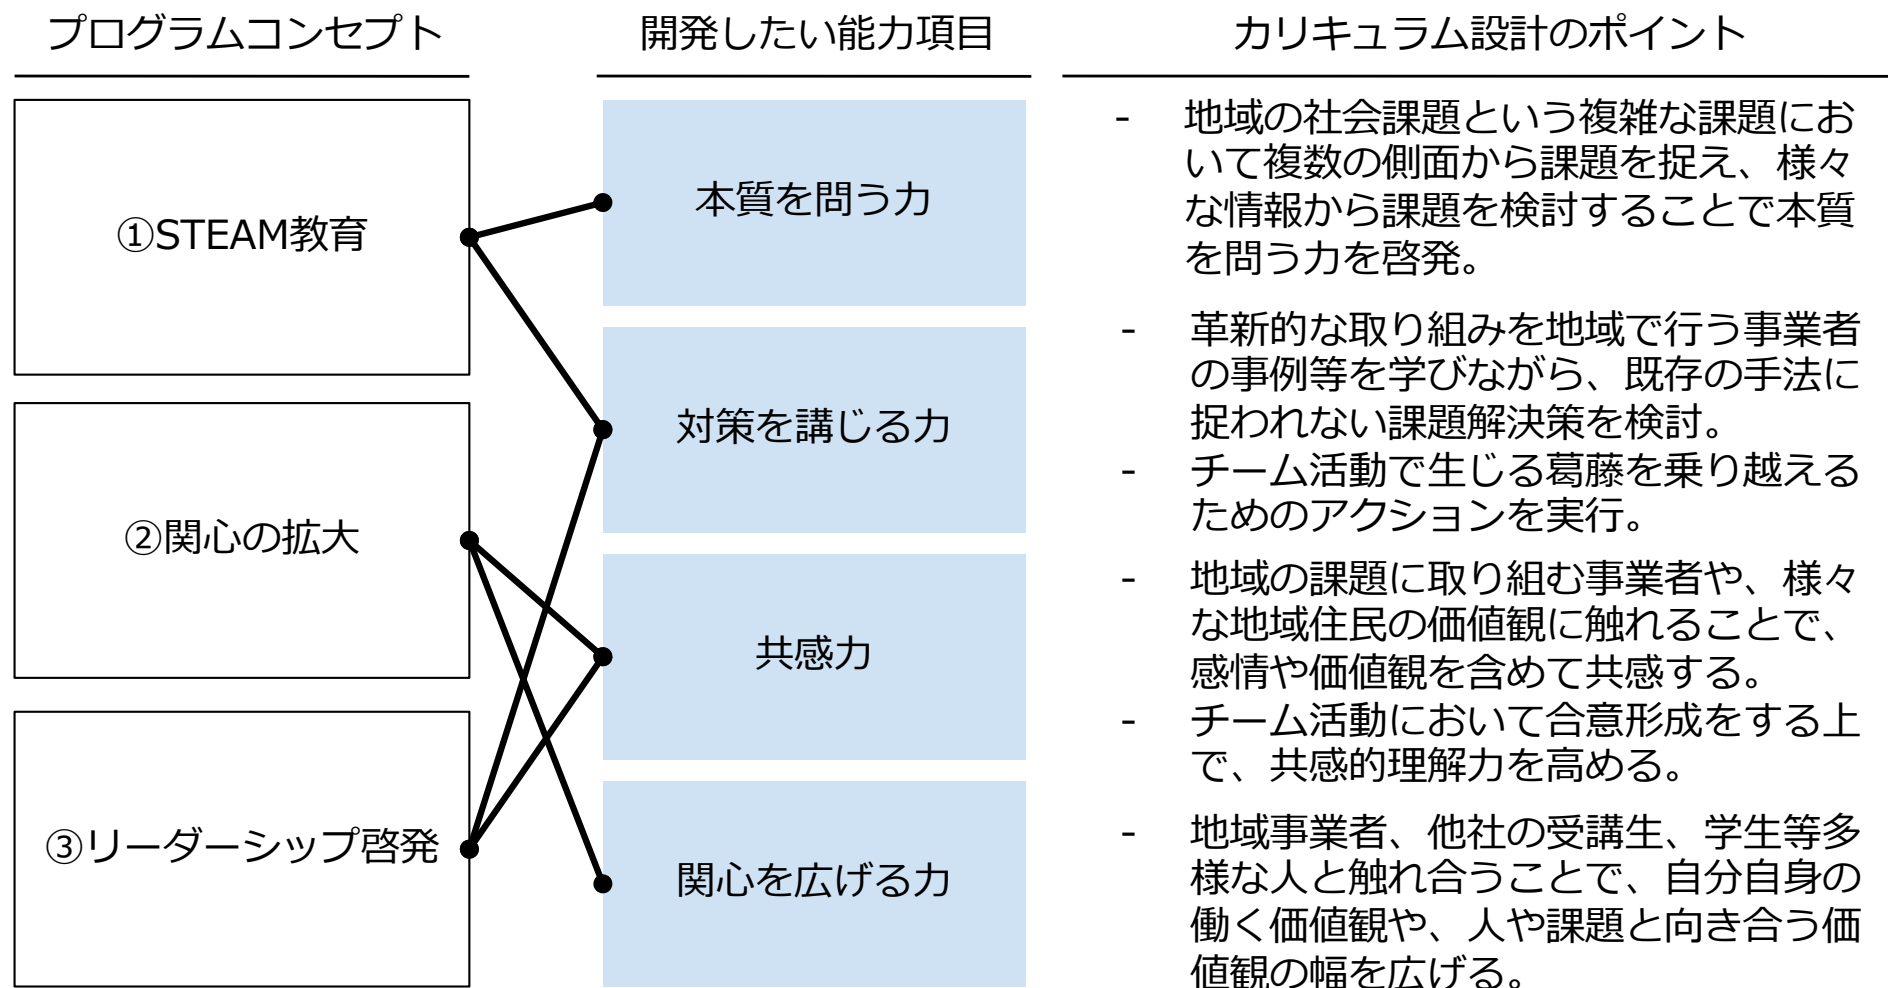 プログラムコンセプト
開発したい能力項目
カリキュラム設計のポイント
①STEAM教育
②関心の拡大
③リーダーシップ啓発
本質を問う力
対策を講じる力
共感力
関心を広げる力
- 地域の社会課題という複雑な課題にお
いて複数の側面から課題を捉え、様々
な情報から課題を検討することで本質
を問う力を啓発。
- 革新的な取り組みを地域で行う事業者
の事例等を学びながら、既存の手法に
捉われない課題解決策を検討。
- チーム活動で生じる葛藤を乗り越える
ためのアクションを実行。
- 地域の課題に取り組む事業者や、様々
な地域住民の価値観に触れることで、
感情や価値観を含めて共感する。
- チーム活動において合意形成をする上
で、共感的理解力を高める。
- 地域事業者、他社の受講生、学生等多
様な人と触れ合うことで、自分自身の
働く価値観や、人や課題と向き合う価
値観の幅を広げる。